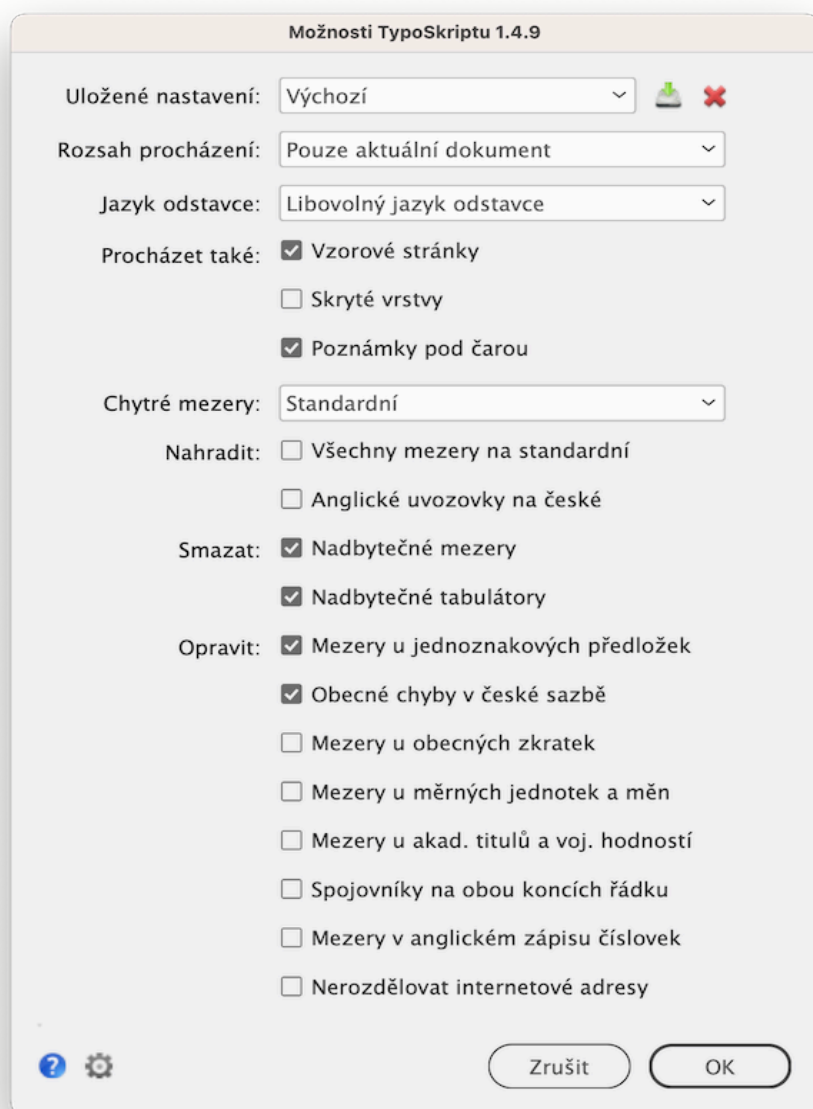 Možnosti TypoSkriptu 1.4.9
Uložené nastavení: Výchozí
Rozsah procházení: Pouze aktuální dokument
Jazyk odstavce: Libovolný jazyk odstavce
Procházet také: Vzorové stránky
Skryté vrstvy
Poznámky pod čarou
Chytré mezery: Standardní
Nahradit: Všechny mezery na standardní
Anglické uvozovky na české
Smazat: Nadbytečné mezery
Nadbytečné tabulátory
Opravit: Mezery u jednoznakových předložek
Obecné chyby v české sazbě
Mezery u obecných zkratek
Mezery u měrných jednotek a měn
Mezery u akad. titulů a voj. hodností
Spojovníky na obou koncích řádku
Mezery v anglickém zápisu číslovek
Nerozdělovat internetové adresy
? Zrušit OK